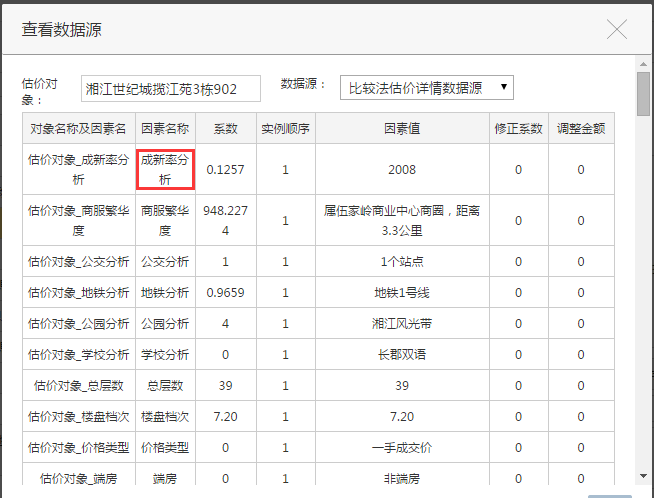 查看数据源
估价对象：
湘江世纪城揽江苑3栋902
数据源：
比较法估价详情数据源
对象名称及因素名 因素名称 系数 实例顺序 因素值 修正系数 调整金额
估价对象_成新率分析 成新率分析 0.1257 1 2008 0 0
估价对象_商服繁华度 商服繁华度 948.2274 1 属伍家岭商业中心商圈，距离3.3公里 0 0
估价对象_公交分析 公交分析 1 1 1个站点 0 0
估价对象_地铁分析 地铁分析 0.9659 1 地铁1号线 0 0
估价对象_公园分析 公园分析 4 1 湘江风光带 0 0
估价对象_学校分析 学校分析 0 1 长郡双语 0 0
估价对象_总层数 总层数 39 1 39 0 0
估价对象_楼盘档次 楼盘档次 7.20 1 7.20 0 0
估价对象_价格类型 价格类型 0 1 一手成交价 0 0
估价对象_端房 端房 0 1 非端房 0 0